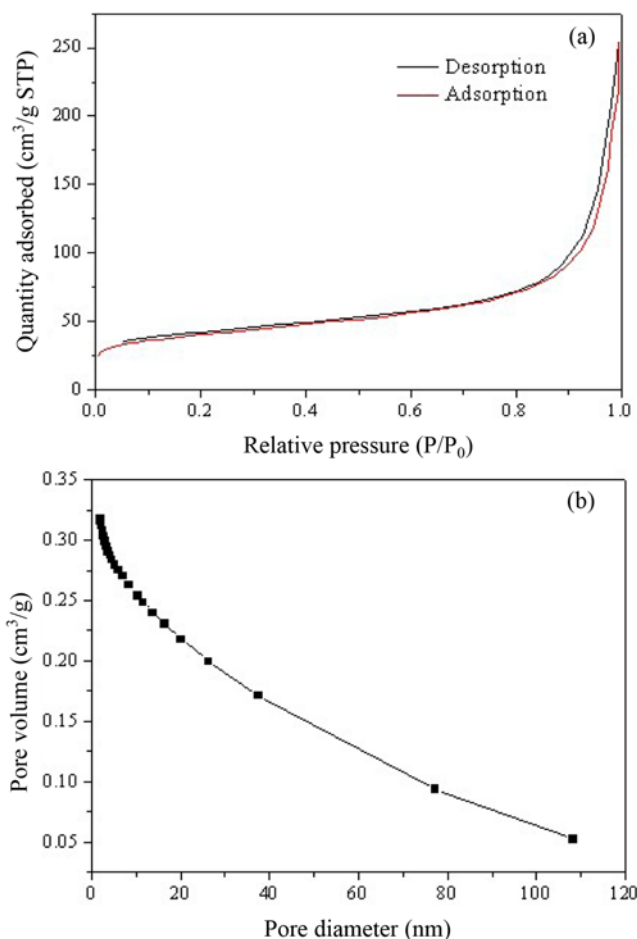 (a)
Desorption
Adsorption
Quantity adsorbed (cm³/g STP)
250
200
150
100
50
0
0.0 0.2 0.4 0.6 0.8 1.0
Relative pressure (P/P₀)
(b)
Pore volume (cm³/g)
0.35
0.30
0.25
0.20
0.15
0.10
0.05
0 20 40 60 80 100 120
Pore diameter (nm)